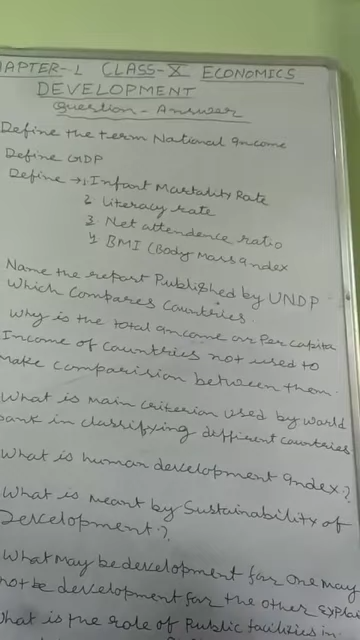 HAPTER-1 CLASS-X ECONOMICS
DEVELOPMENT
Question-Answer
Define the term National Income
Define GDP
Define → 1. Infant Martality Rate
2. Literacy rate
3. Net attendence ratio
4. BMI (Body Mass Index
Name the report Published by UNDP
which compares countries.
Why is the total Income or Per capita
Income of countries not used to
make comparision between them.
What is main criterion used by World
bank in classifying different countries
What is human development Index?
What is meant by Sustainability of
Development?
What may be development for one may
not be development for the other
What is the role of Public facilities in